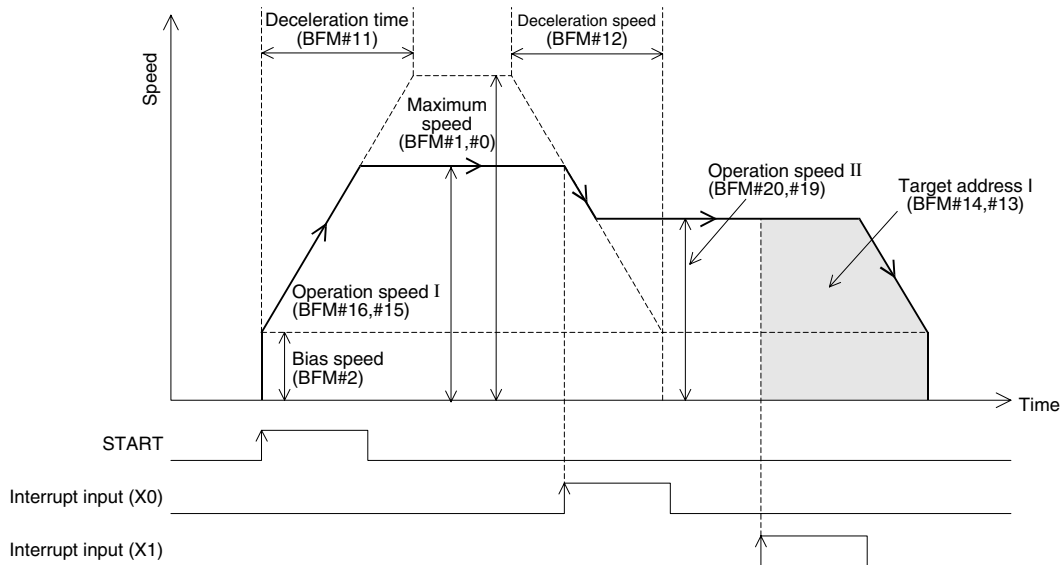 Deceleration time
(BFM#11)
Deceleration speed
(BFM#12)
Speed
Maximum
speed
(BFM#1,#0)
Operation speed II
(BFM#20,#19)
Target address I
(BFM#14,#13)
Operation speed I
(BFM#16,#15)
Bias speed
(BFM#2)
Time
START
Interrupt input (X0)
Interrupt input (X1)